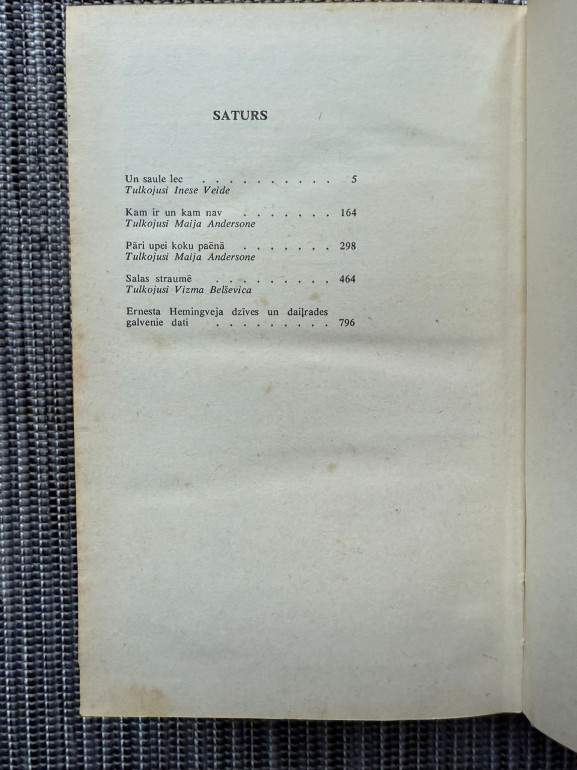 SATURS
Un saule lec . . . . . . . . . . 5
Tulkojusi Inese Veide
Kam ir un kam nav . . . . . . . 164
Tulkojusi Maija Andersone
Pāri upei koku paēnā . . . . . . . 298
Tulkojusi Maija Andersone
Salas straumē . . . . . . . . . 464
Tulkojusi Vizma Belševica
Ernesta Hemingveja dzīves un daiļrades
galvenie dati . . . . . . . . . 796